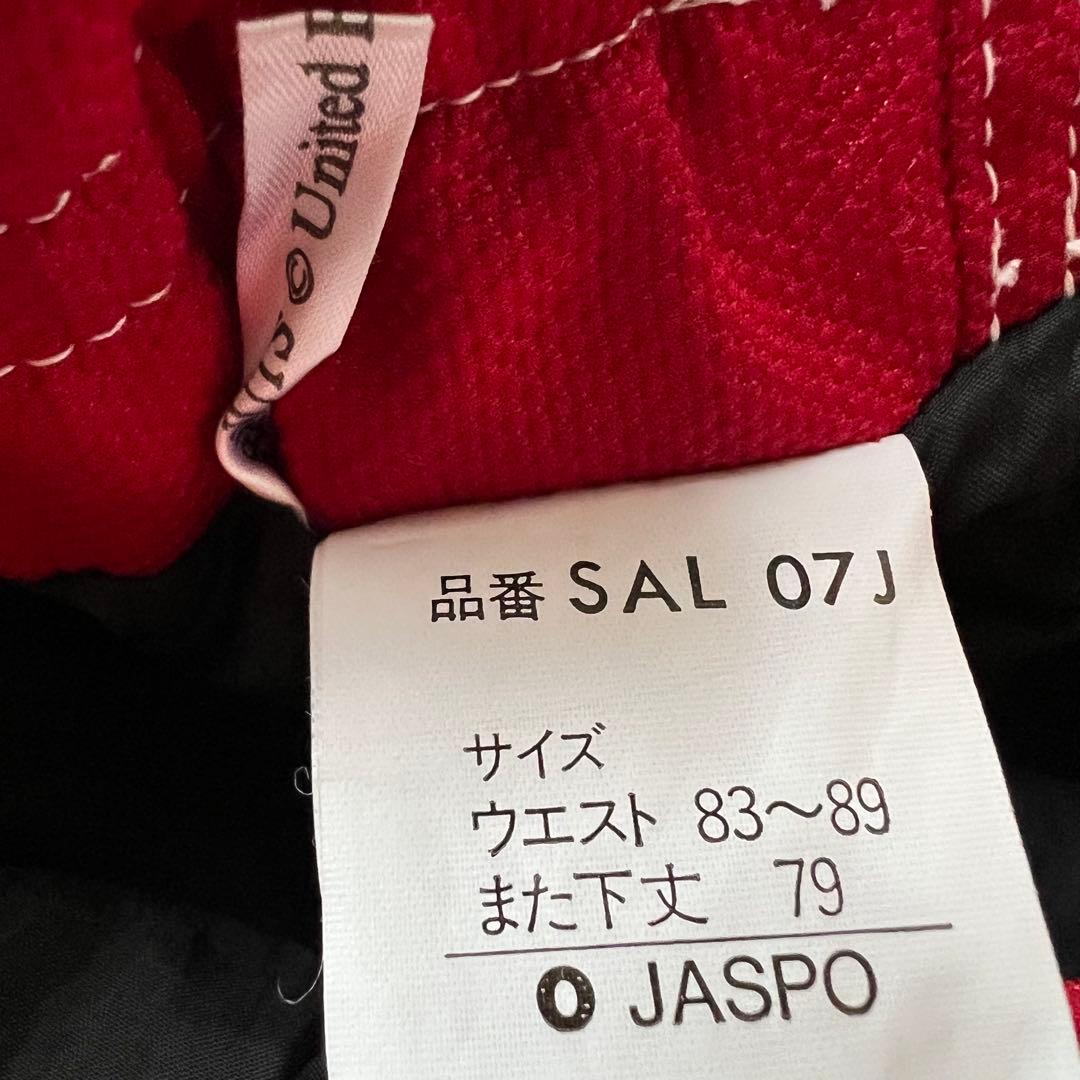 © United
品番 SAL 07J
サイズ
ウエスト 83〜89
また下丈 79
O JASPO